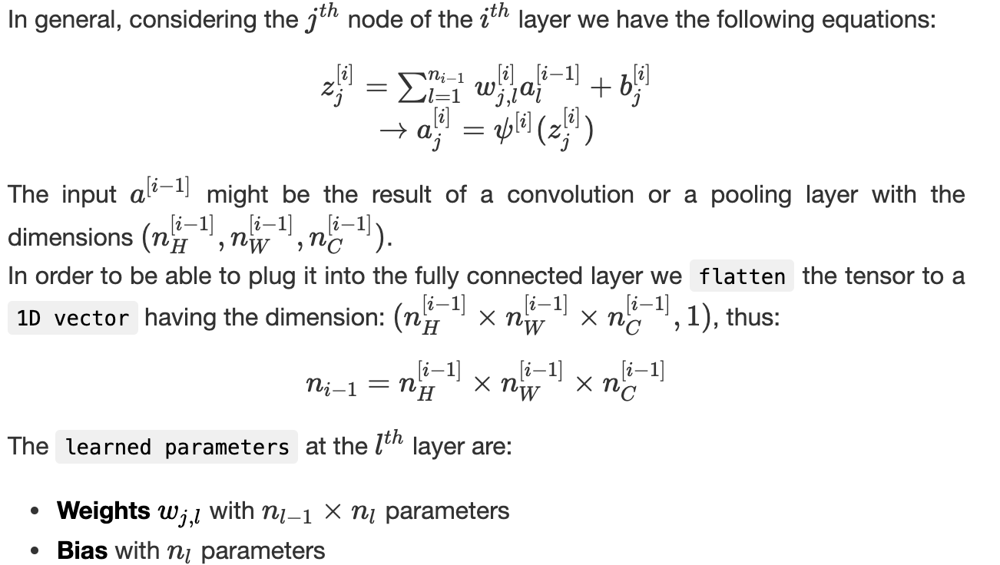 In general, considering the $j^{th}$ node of the $i^{th}$ layer we have the following equations:
$z_j^{[i]} = \sum_{l=1}^{n_{i-1}} w_{j,l}^{[i]} a_l^{[i-1]} + b_j^{[i]}$
$\rightarrow a_j^{[i]} = \psi^{[i]}(z_j^{[i]})$
The input $a^{[i-1]}$ might be the result of a convolution or a pooling layer with the
dimensions $(n_H^{[i-1]}, n_W^{[i-1]}, n_C^{[i-1]})$.
In order to be able to plug it into the fully connected layer we flatten the tensor to a
1D vector having the dimension: $(n_H^{[i-1]} \times n_W^{[i-1]} \times n_C^{[i-1]}, 1)$, thus:
$n_{i-1} = n_H^{[i-1]} \times n_W^{[i-1]} \times n_C^{[i-1]}$
The learned parameters at the $l^{th}$ layer are:
• Weights $w_{j,l}$ with $n_{l-1} \times n_l$ parameters
• Bias with $n_l$ parameters